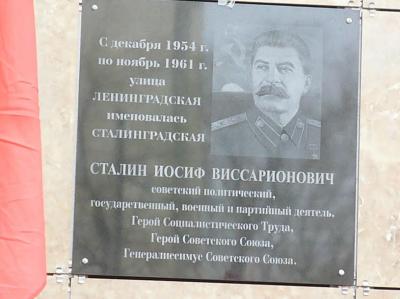 С декабря 1954 г.
по ноябрь 1961 г.
улица
ЛЕНИНГРАДСКАЯ
именовалась
СТАЛИНГРАДСКАЯ
СТАЛИН ИОСИФ ВИССАРИОНОВИЧ
советский политический,
государственный, военный и партийный деятель.
Герой Социалистического Труда,
Герой Советского Союза,
Генералиссимус Советского Союза.